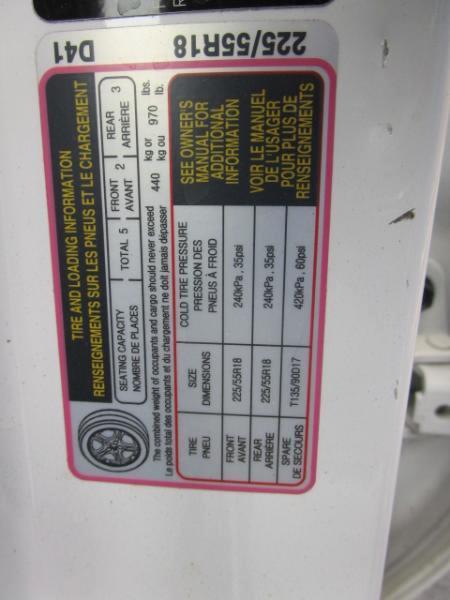 225/55R18 D41
TIRE AND LOADING INFORMATION
RENSEIGNEMENTS SUR LES PNEUS ET LE CHARGEMENT
SEATING CAPACITY TOTAL 5 FRONT 2 REAR 3
NOMBRE DE PLACES AVANT ARRIÈRE
The combined weight of occupants and cargo should never exceed 440 kg or 970 lbs.
Le poids total des occupants et du chargement ne doit jamais dépasser kg ou lb.
TIRE SIZE COLD TIRE PRESSURE
PNEU DIMENSIONS PRESSION DES
PNEUS À FROID
FRONT 225/55R18 240kPa, 35psi
AVANT
REAR 225/55R18 240kPa, 35psi
ARRIÈRE
SPARE T135/90D17 420kPa, 60psi
DE SECOURS
SEE OWNER'S
MANUAL FOR
ADDITIONAL
INFORMATION
VOIR LE MANUEL
DE L'USAGER
POUR PLUS DE
RENSEIGNEMENTS